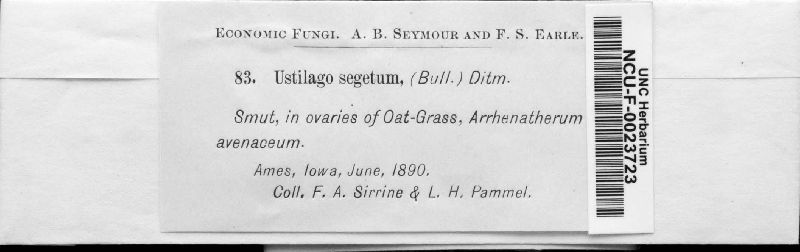 Economic Fungi. A. B. Seymour and F. S. Earle.
83. Ustilago segetum, (Bull.) Ditm.
Smut, in ovaries of Oat-Grass, Arrhenatherum
avenaceum.
Ames, Iowa, June, 1890.
Coll. F. A. Sirrine & L. H. Pammel.
UNC Herbarium
NCU-F-0023723